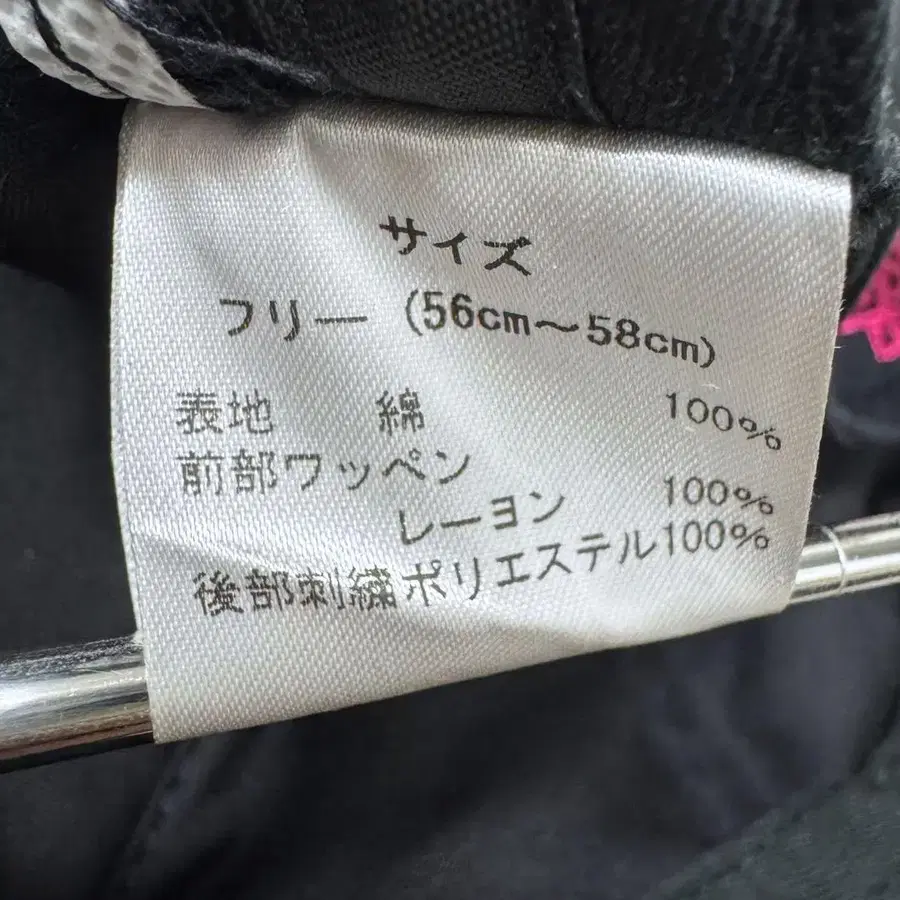 サイズ
フリー (56cm～58cm)
表地 綿 100%
前部ワッペン
レーヨン 100%
後部刺繍ポリエステル100%